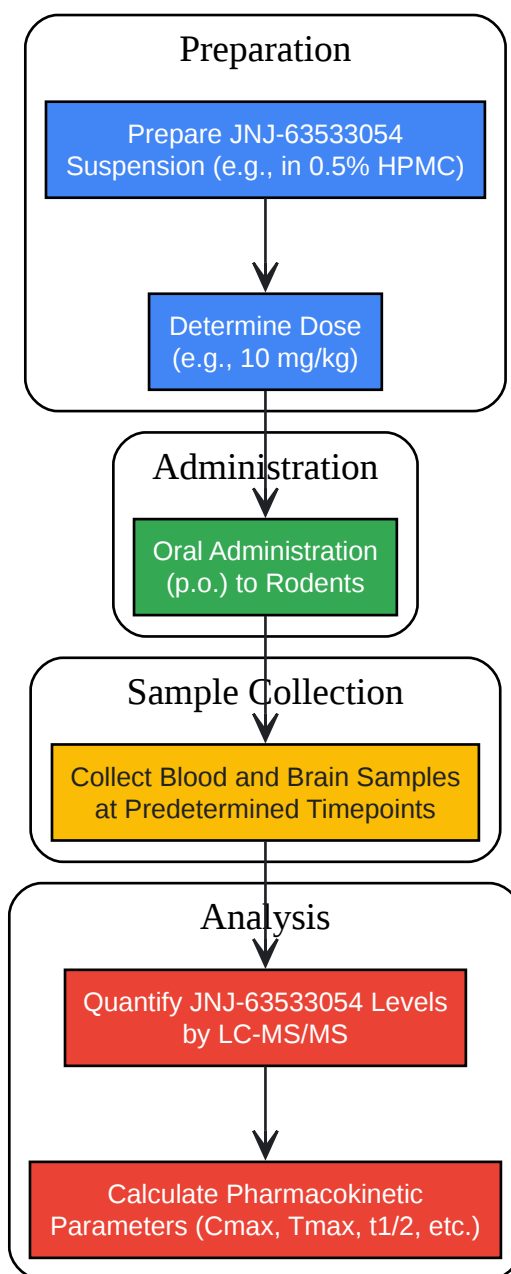 Preparation
Prepare JNJ-63533054
Suspension (e.g., in 0.5% HPMC)
Determine Dose
(e.g., 10 mg/kg)
Administration
Oral Administration
(p.o.) to Rodents
Sample Collection
Collect Blood and Brain Samples
at Predetermined Timepoints
Analysis
Quantify JNJ-63533054 Levels
by LC-MS/MS
Calculate Pharmacokinetic
Parameters (Cmax, Tmax, t1/2, etc.)